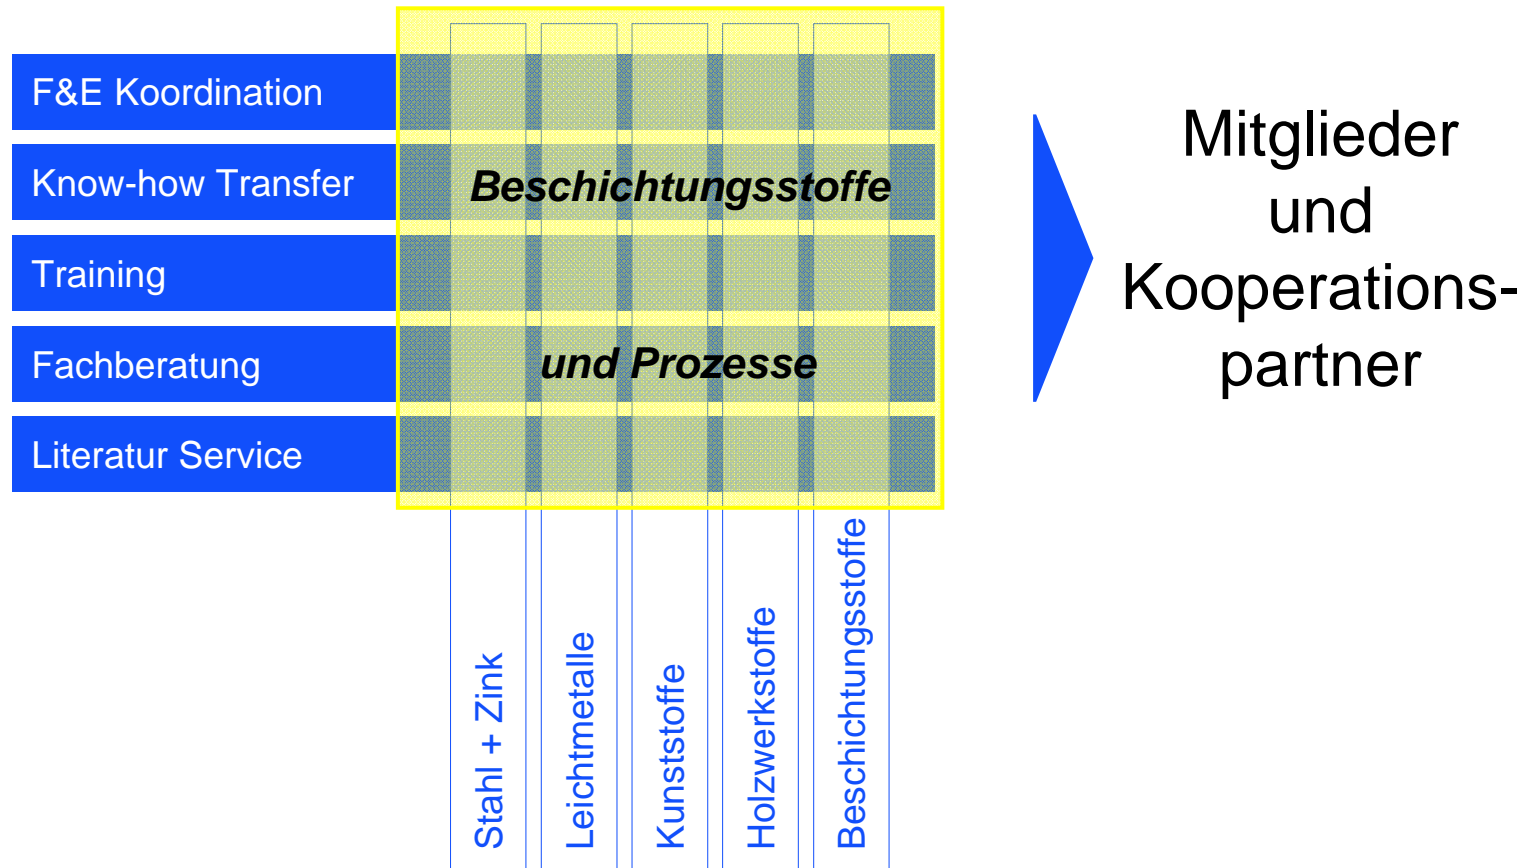 F&E Koordination
Know-how Transfer
Training
Fachberatung
Literatur Service
Beschichtungsstoffe
und Prozesse
Stahl + Zink
Leichtmetalle
Kunststoffe
Holzwerkstoffe
Beschichtungsstoffe
Mitglieder
und
Kooperations-
partner